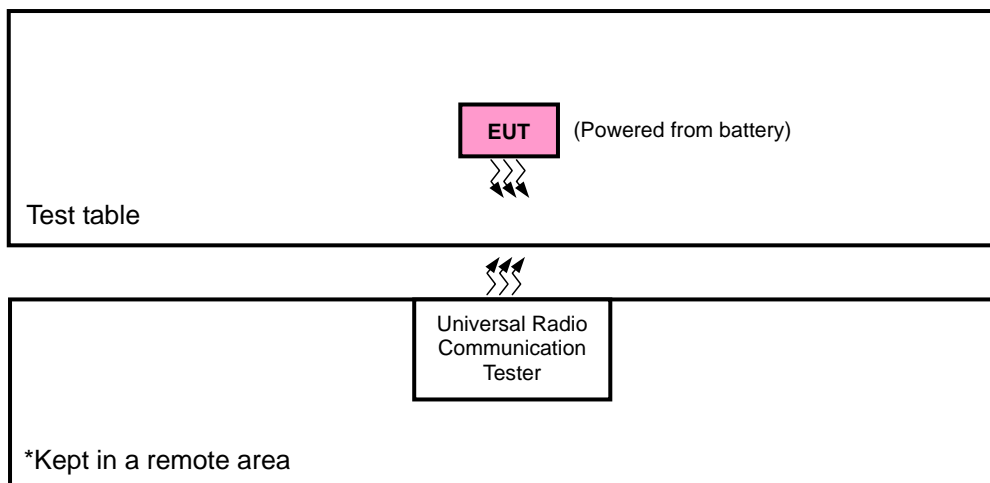 EUT
(Powered from battery)
Test table
Universal Radio
Communication
Tester
*Kept in a remote area